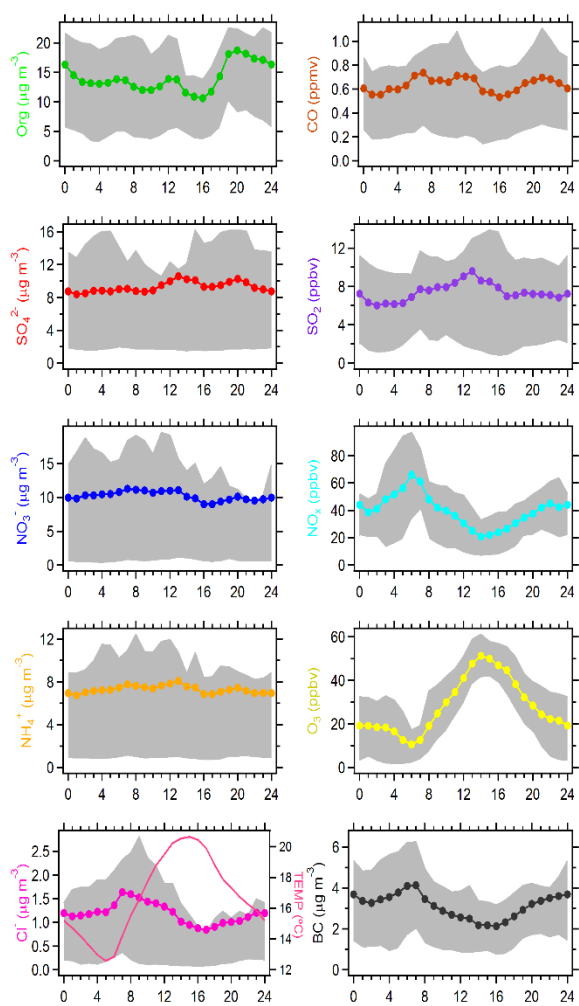 Org (µg m⁻³)
20
15
10
5
0
0 4 8 12 16 20 24
CO (ppmv)
1.0
0.8
0.6
0.4
0.2
0.0
0 4 8 12 16 20 24
SO₄²⁻ (µg m⁻³)
16
12
8
4
0
0 4 8 12 16 20 24
SO₂ (ppbv)
12
8
4
0
0 4 8 12 16 20 24
NO₃⁻ (µg m⁻³)
15
10
5
0
0 4 8 12 16 20 24
NOₓ (ppbv)
80
60
40
20
0
0 4 8 12 16 20 24
NH₄⁺ (µg m⁻³)
12
8
4
0
0 4 8 12 16 20 24
O₃ (ppbv)
60
40
20
0
0 4 8 12 16 20 24
Cl⁻ (µg m⁻³)
2.5
2.0
1.5
1.0
0.5
0.0
0 4 8 12 16 20 24
TEMP (°C)
20
18
16
14
12
BC (µg m⁻³)
6
4
2
0
0 4 8 12 16 20 24